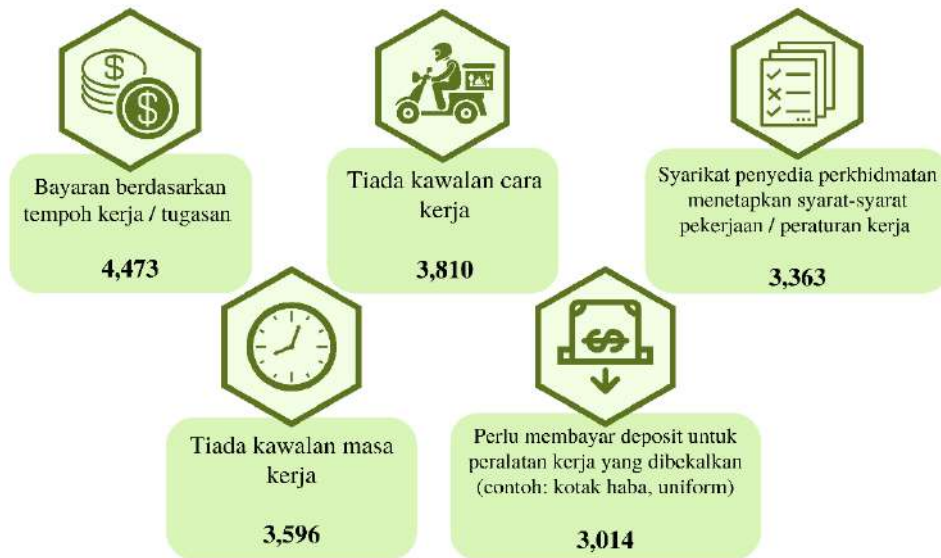 Bayaran berdasarkan
tempoh kerja / tugasan
4,473
Tiada kawalan cara
kerja
3,810
Syarikat penyedia perkhidmatan
menetapkan syarat-syarat
pekerjaan / peraturan kerja
3,363
Tiada kawalan masa
kerja
3,596
Perlu membayar deposit untuk
peralatan kerja yang dibekalkan
(contoh: kotak haba, uniform)
3,014